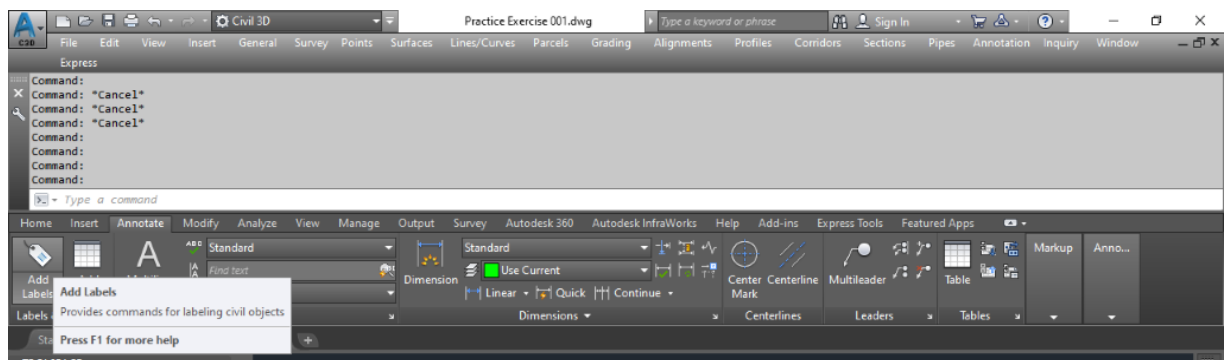 Civil 3D Practice Exercise 001.dwg Type a keyword or phrase Sign In
C3D File Edit View Insert General Survey Points Surfaces Lines/Curves Parcels Grading Alignments Profiles Corridors Sections Pipes Annotation Inquiry Window
Express
Command:
Command: *Cancel*
Command: *Cancel*
Command: *Cancel*
Command:
Command:
Command:
Command:
Type a command
Home Insert Annotate Modify Analyze View Manage Output Survey Autodesk 360 Autodesk InfraWorks Help Add-ins Express Tools Featured Apps
ABC Standard Standard Markup Anno...
Find text Use Current
Add Dimension Center Centerline Multileader Table
Labels Linear Quick Continue Mark
Labels Dimensions Centerlines Leaders Tables
Add Labels
Provides commands for labeling civil objects
Press F1 for more help